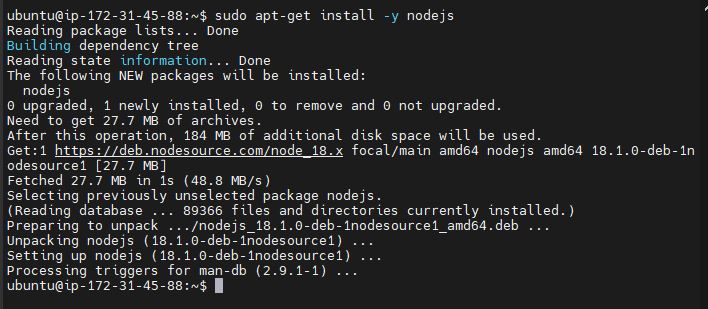 ubuntu@ip-172-31-45-88:~$ sudo apt-get install -y nodejs
Reading package lists... Done
Building dependency tree
Reading state information... Done
The following NEW packages will be installed:
  nodejs
0 upgraded, 1 newly installed, 0 to remove and 0 not upgraded.
Need to get 27.7 MB of archives.
After this operation, 184 MB of additional disk space will be used.
Get:1 https://deb.nodesource.com/node_18.x focal/main amd64 nodejs amd64 18.1.0-deb-1n
odesource1 [27.7 MB]
Fetched 27.7 MB in 1s (48.8 MB/s)
Selecting previously unselected package nodejs.
(Reading database ... 89366 files and directories currently installed.)
Preparing to unpack .../nodejs_18.1.0-deb-1nodesource1_amd64.deb ...
Unpacking nodejs (18.1.0-deb-1nodesource1) ...
Setting up nodejs (18.1.0-deb-1nodesource1) ...
Processing triggers for man-db (2.9.1-1) ...
ubuntu@ip-172-31-45-88:~$